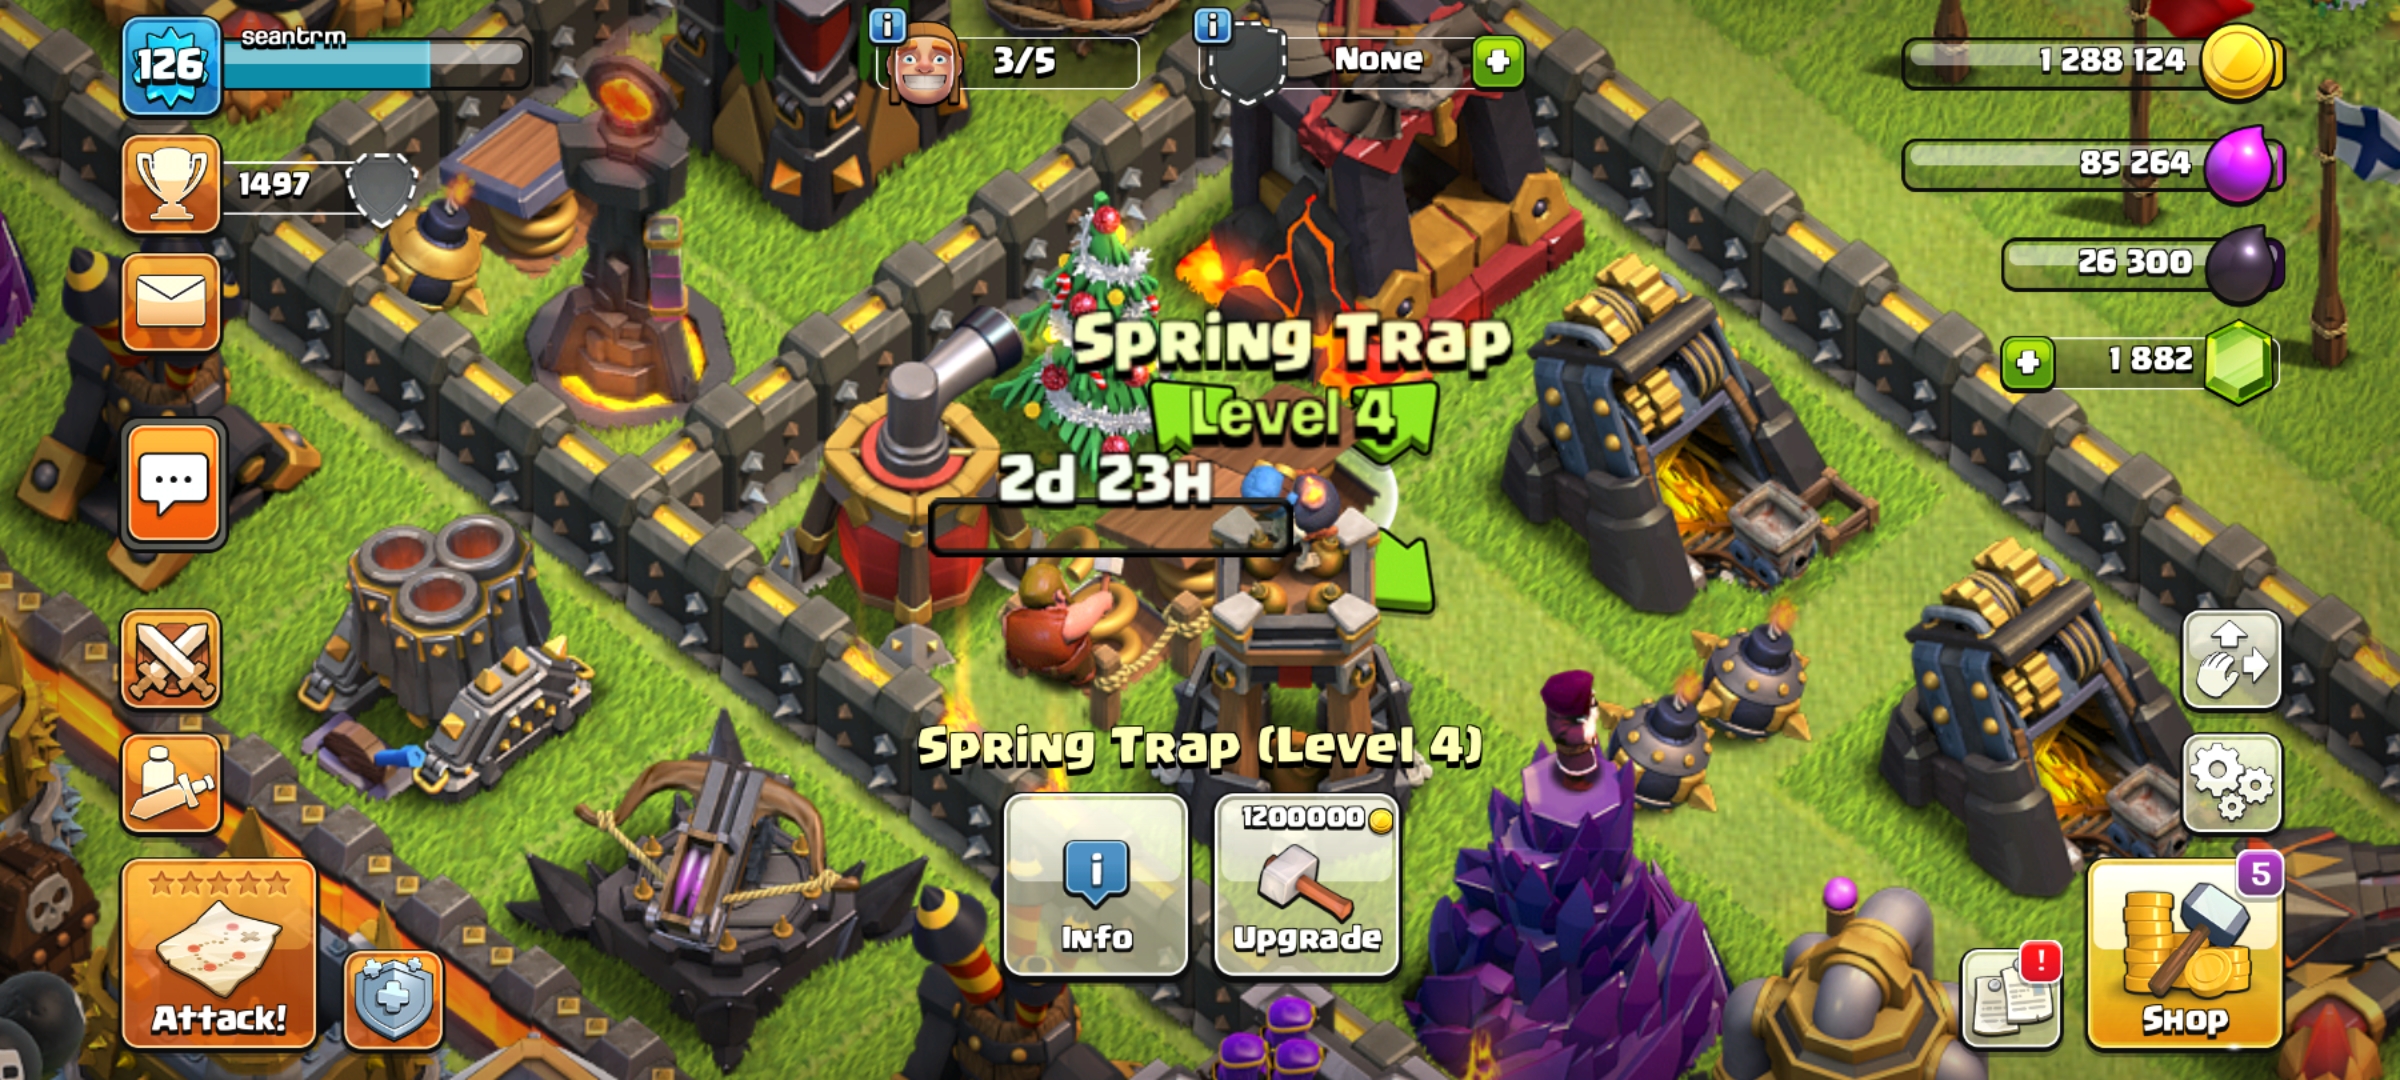 126
seantrm
3/5
None
1 288 124
1497
85 264
26 300
1 882
Spring Trap
Level 4
2d 23H
Spring Trap (Level 4)
Info
1200000
Upgrade
Attack!
5
!
Shop